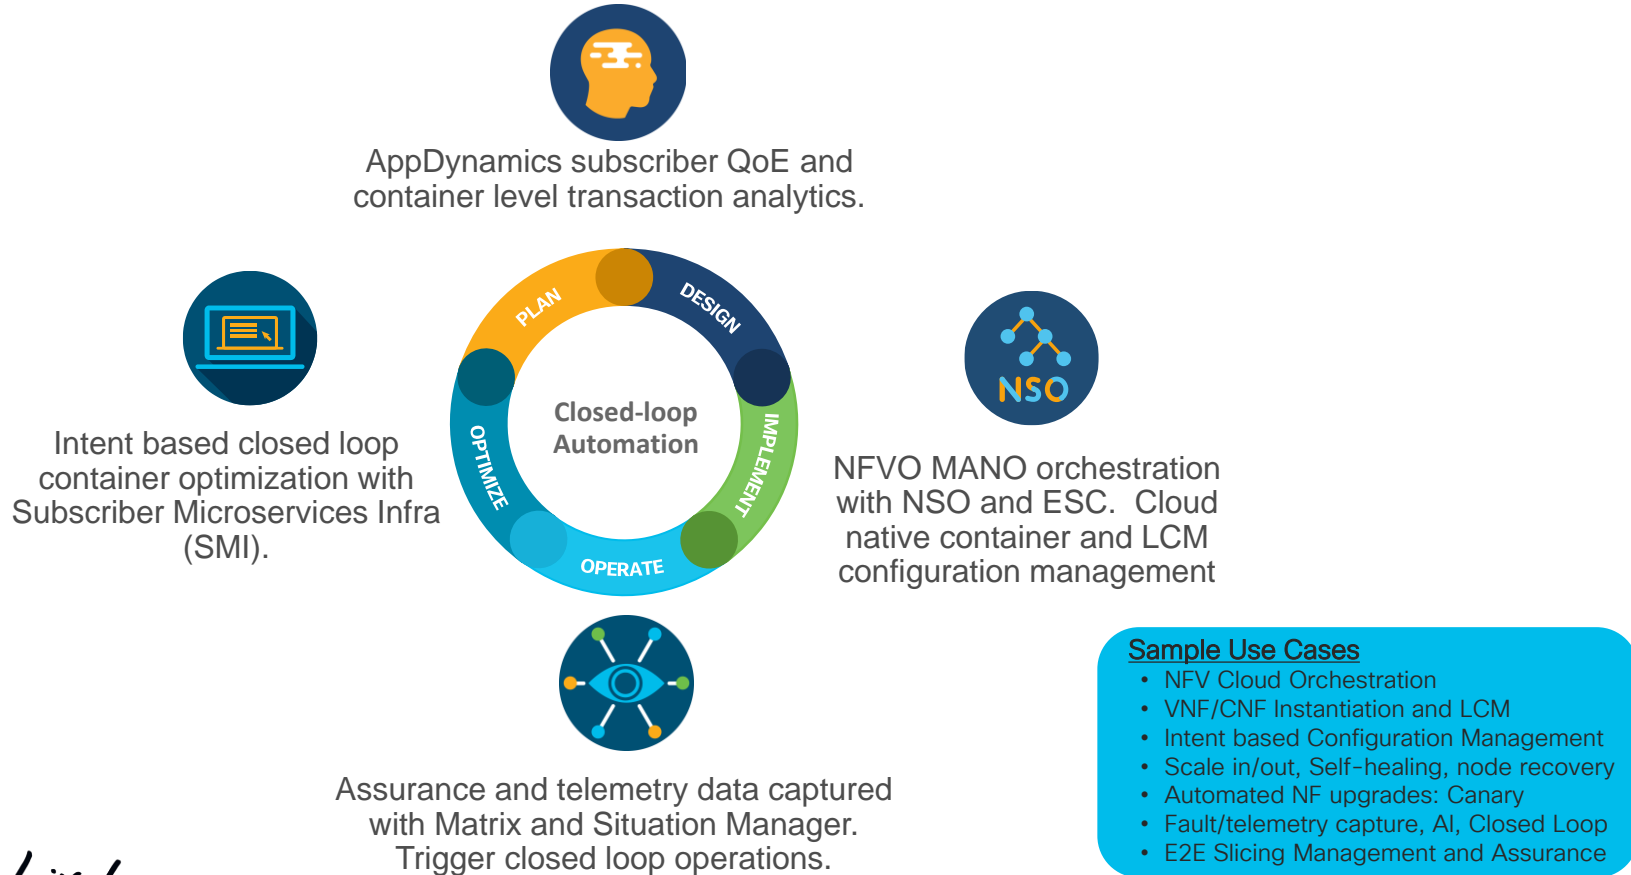 AppDynamics subscriber QoE and
container level transaction analytics.
PLAN
DESIGN
IMPLEMENT
OPERATE
OPTIMIZE
Closed-loop
Automation
Intent based closed loop
container optimization with
Subscriber Microservices Infra
(SMI).
NSO
NFVO MANO orchestration
with NSO and ESC.  Cloud
native container and LCM
configuration management
Assurance and telemetry data captured
with Matrix and Situation Manager.
Trigger closed loop operations.
Sample Use Cases
• NFV Cloud Orchestration
• VNF/CNF Instantiation and LCM
• Intent based Configuration Management
• Scale in/out, Self-healing, node recovery
• Automated NF upgrades: Canary
• Fault/telemetry capture, AI, Closed Loop
• E2E Slicing Management and Assurance